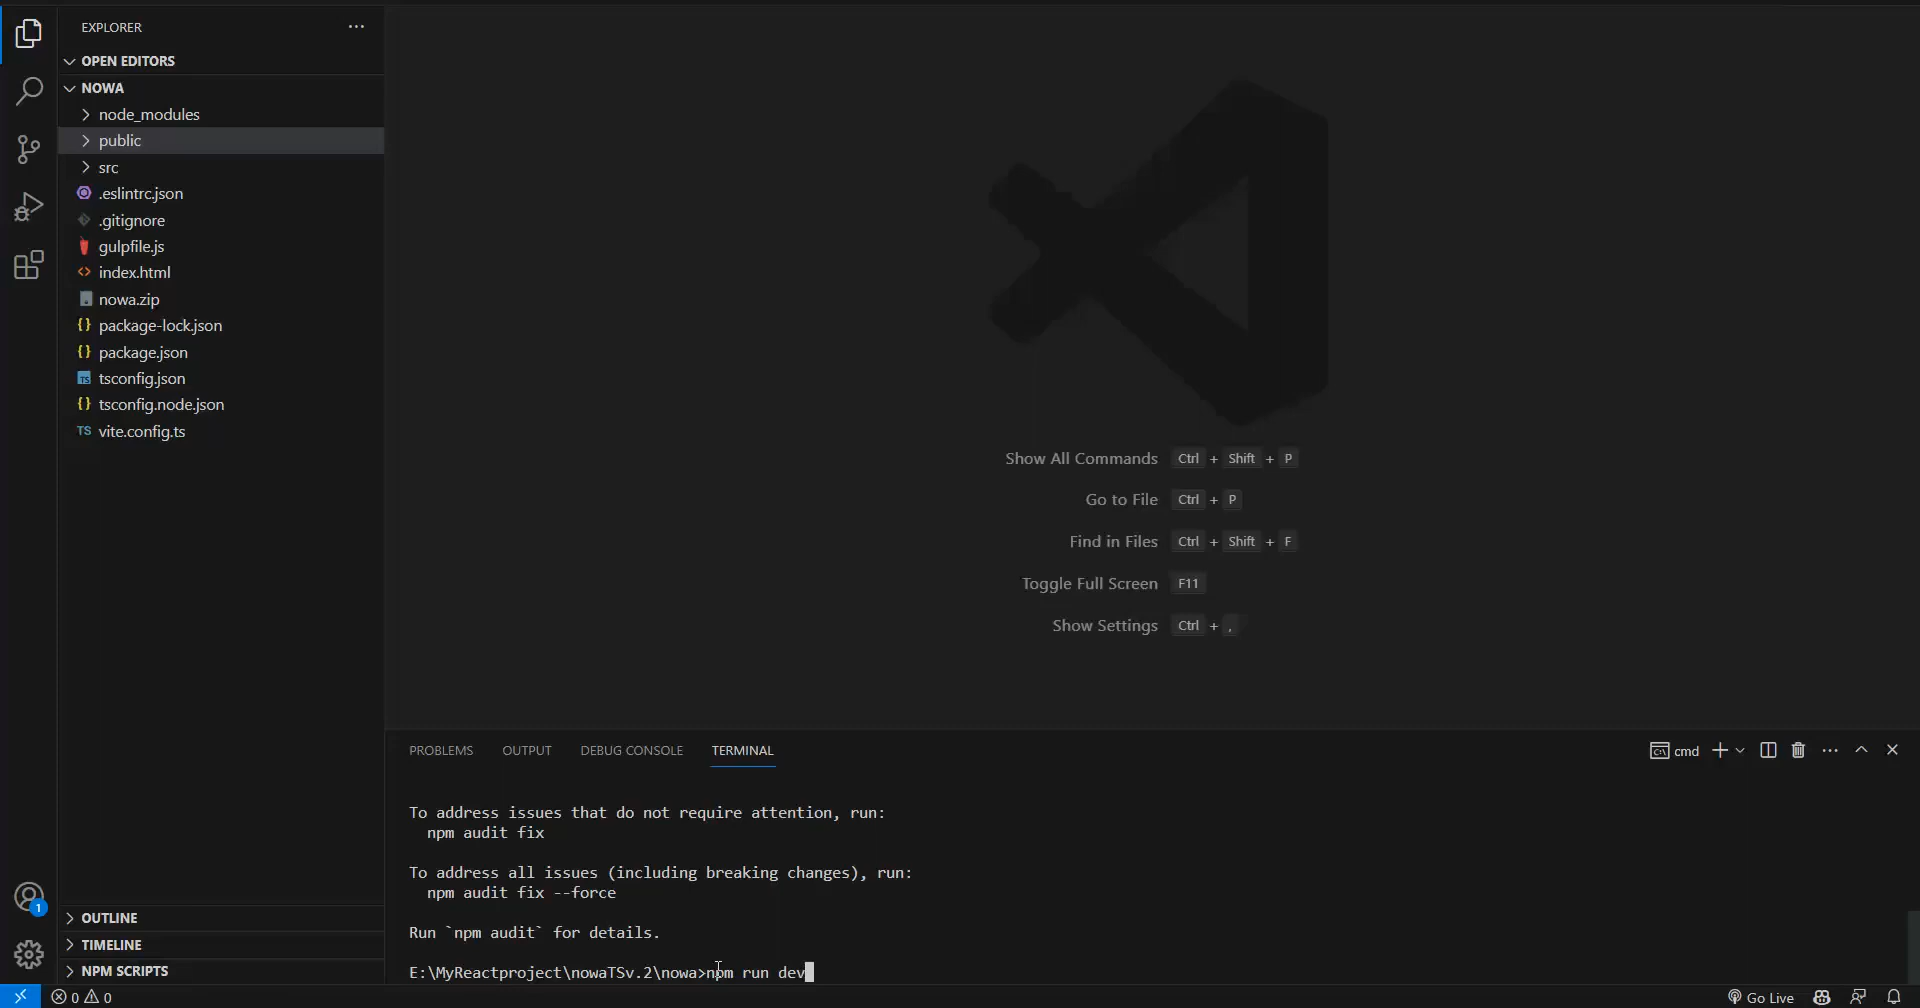 EXPLORER
OPEN EDITORS
NOWA
node_modules
public
src
.eslintrc.json
.gitignore
gulpfile.js
index.html
nowa.zip
package-lock.json
package.json
tsconfig.json
tsconfig.node.json
vite.config.ts
OUTLINE
TIMELINE
NPM SCRIPTS
Show All Commands Ctrl + Shift + P
Go to File Ctrl + P
Find in Files Ctrl + Shift + F
Toggle Full Screen F11
Show Settings Ctrl + ,
PROBLEMS OUTPUT DEBUG CONSOLE TERMINAL
cmd
To address issues that do not require attention, run:
npm audit fix
To address all issues (including breaking changes), run:
npm audit fix --force
Run `npm audit` for details.
E:\MyReactproject\nowaTSv.2\nowa>npm run dev
1
0 0
Go Live